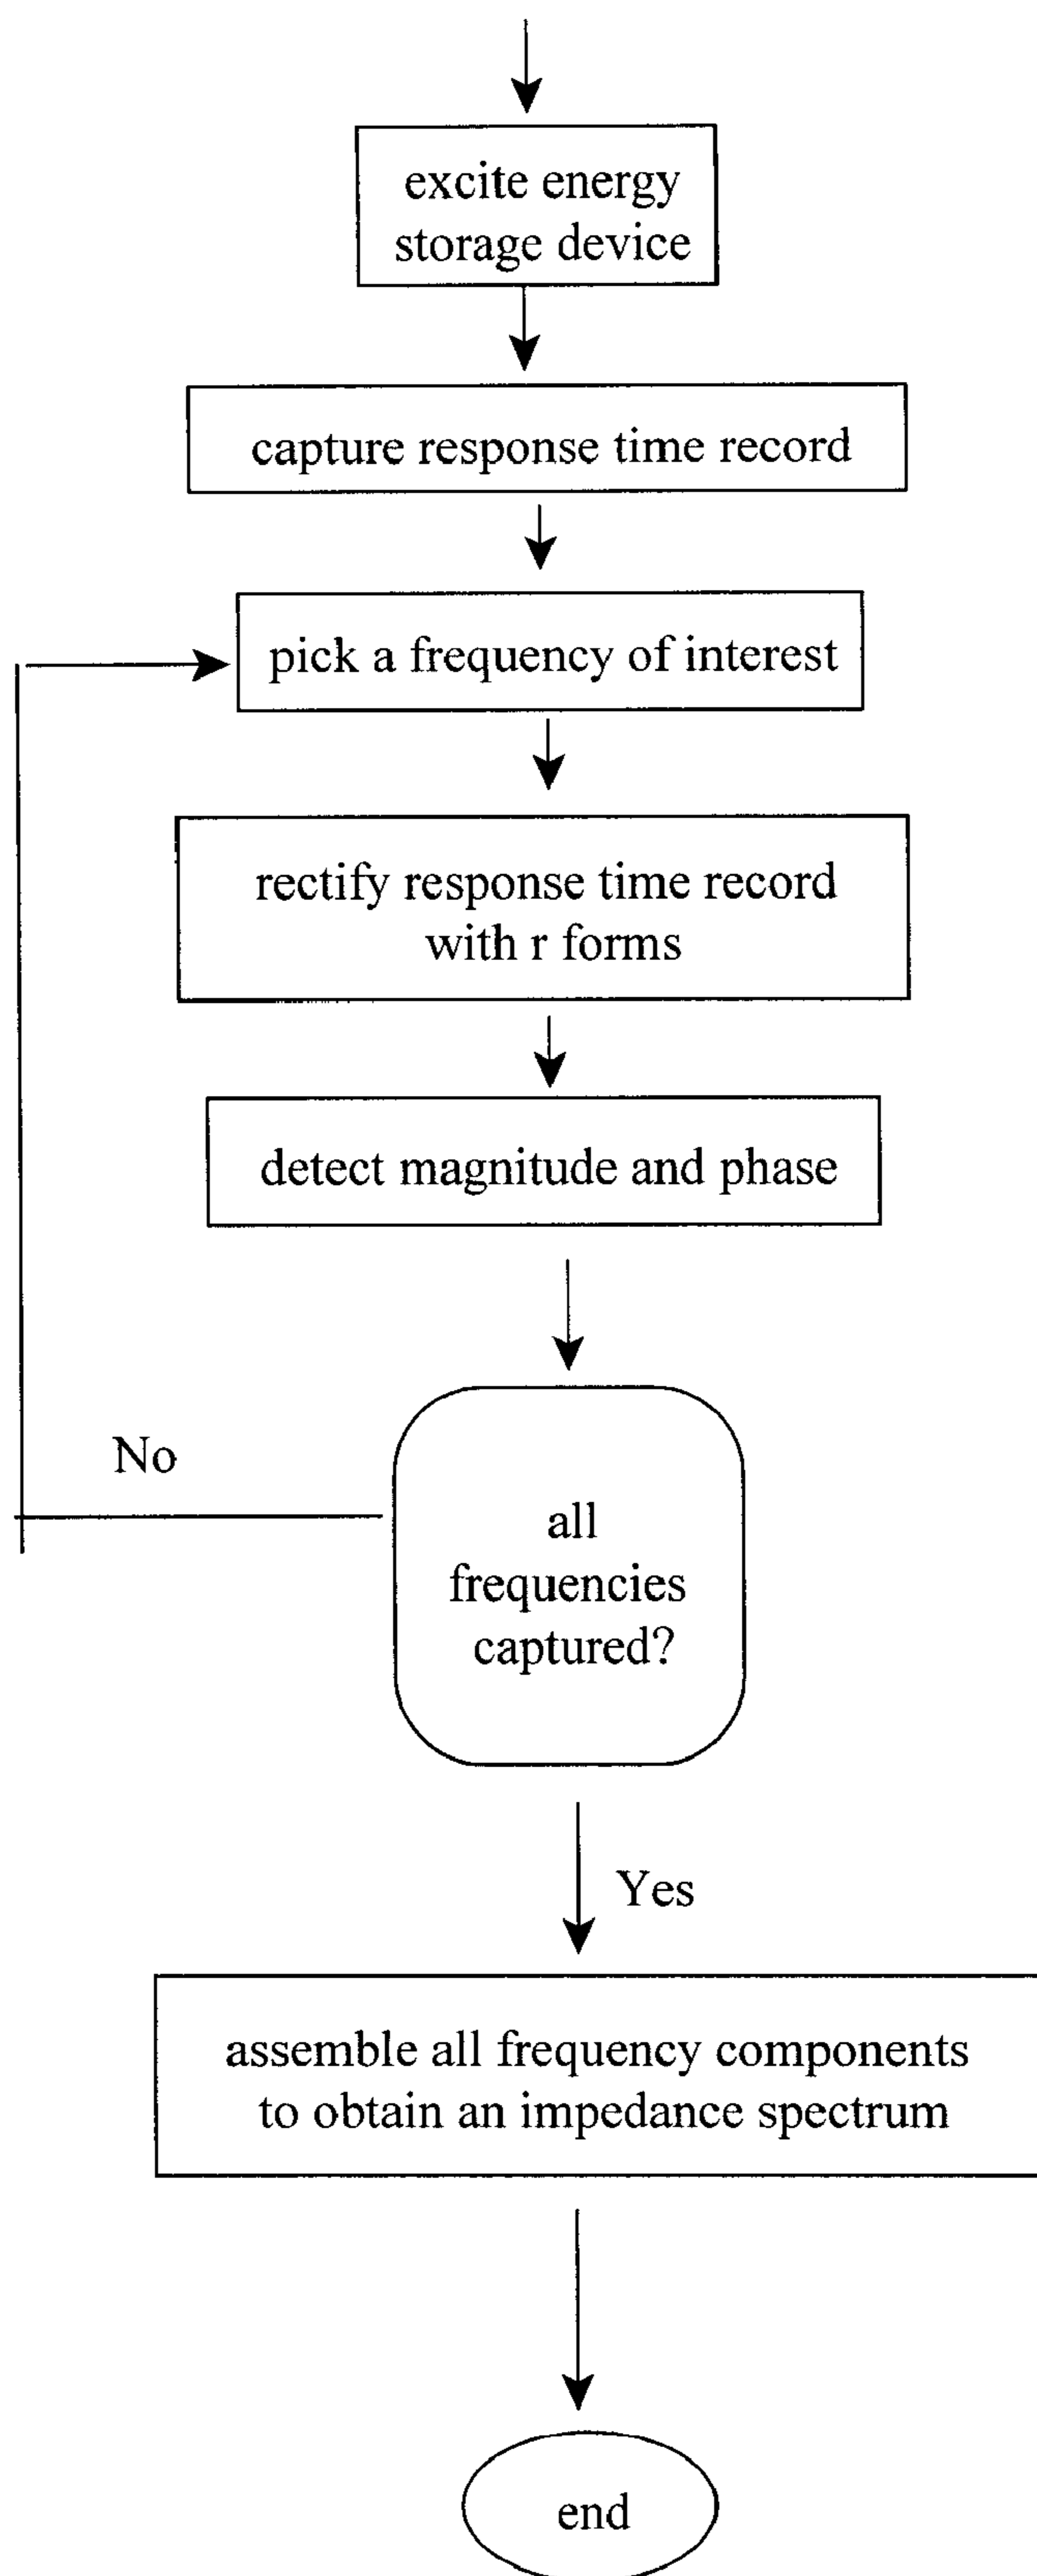 excite energy
storage device
capture response time record
pick a frequency of interest
rectify response time record
with r forms
detect magnitude and phase
No
all
frequencies
captured?
Yes
assemble all frequency components
to obtain an impedance spectrum
end